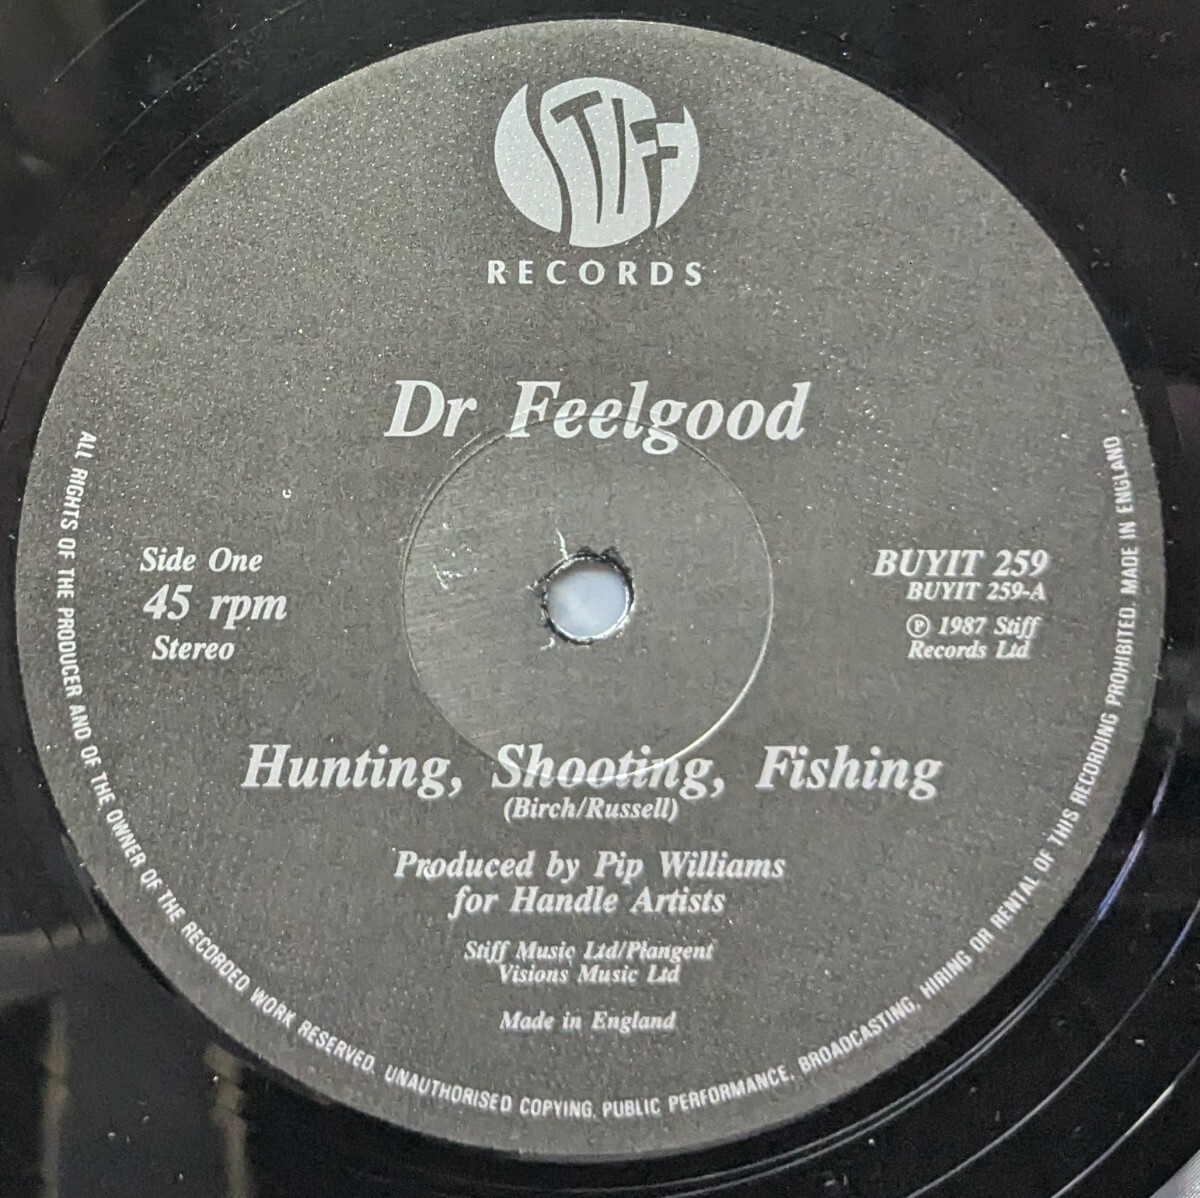 STIFF
RECORDS
Dr Feelgood
Side One
45 rpm
Stereo
BUYIT 259
BUYIT 259-A
Ⓟ 1987 Stiff
Records Ltd
Hunting, Shooting, Fishing
(Birch/Russell)
Produced by Pip Williams
for Handle Artists
Stiff Music Ltd/Plangent
Visions Music Ltd
Made in England
ALL RIGHTS OF THE PRODUCER AND OF THE OWNER OF THE RECORDED WORK RESERVED. UNAUTHORISED COPYING, PUBLIC PERFORMANCE, BROADCASTING, HIRING OR RENTAL OF THIS RECORDING PROHIBITED. MADE IN ENGLAND